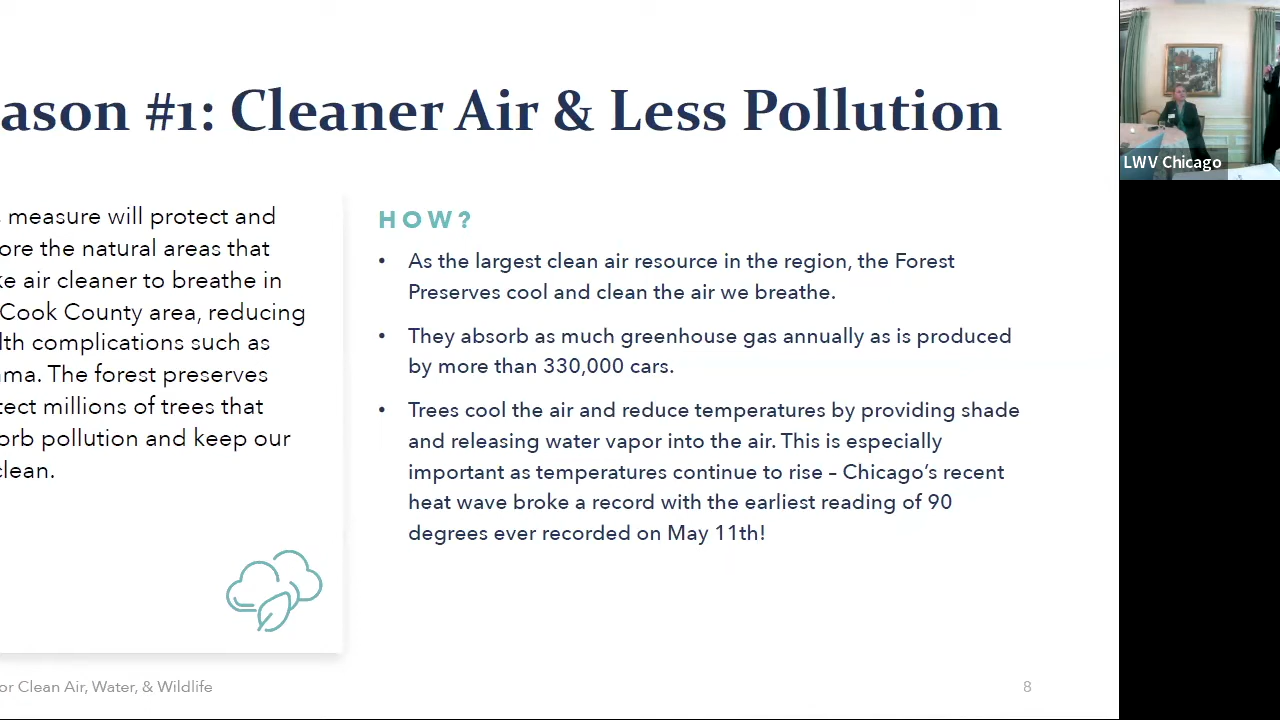 ason #1: Cleaner Air & Less Pollution
measure will protect and
ore the natural areas that
ke air cleaner to breathe in
Cook County area, reducing
lth complications such as
ma. The forest preserves
tect millions of trees that
orb pollution and keep our
clean.
HOW?
• As the largest clean air resource in the region, the Forest
Preserves cool and clean the air we breathe.
• They absorb as much greenhouse gas annually as is produced
by more than 330,000 cars.
• Trees cool the air and reduce temperatures by providing shade
and releasing water vapor into the air. This is especially
important as temperatures continue to rise – Chicago's recent
heat wave broke a record with the earliest reading of 90
degrees ever recorded on May 11th!
or Clean Air, Water, & Wildlife
8
LWV Chicago